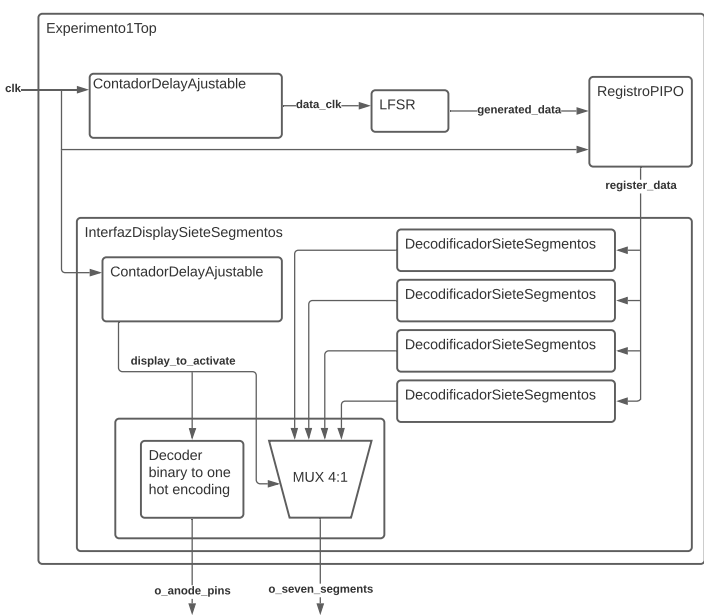 Experimento1Top
clk
ContadorDelayAjustable
data_clk
LFSR
generated_data
RegistroPIPO
register_data
InterfazDisplaySieteSegmentos
ContadorDelayAjustable
DecodificadorSieteSegmentos
DecodificadorSieteSegmentos
DecodificadorSieteSegmentos
DecodificadorSieteSegmentos
display_to_activate
Decoder
binary to one
hot encoding
MUX 4:1
o_anode_pins
o_seven_segments